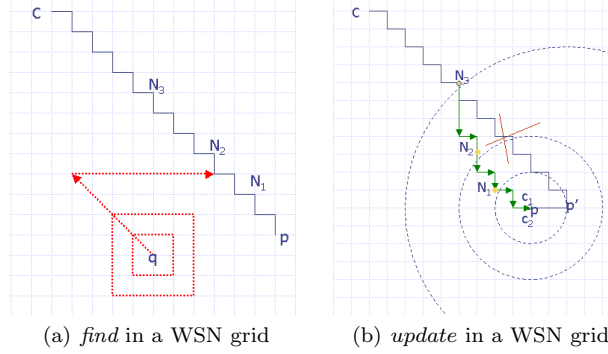 C
N3
N2
N1
p
q
(a) find in a WSN grid
C
N3
N2
N1
c1
p
c2
p'
(b) update in a WSN grid